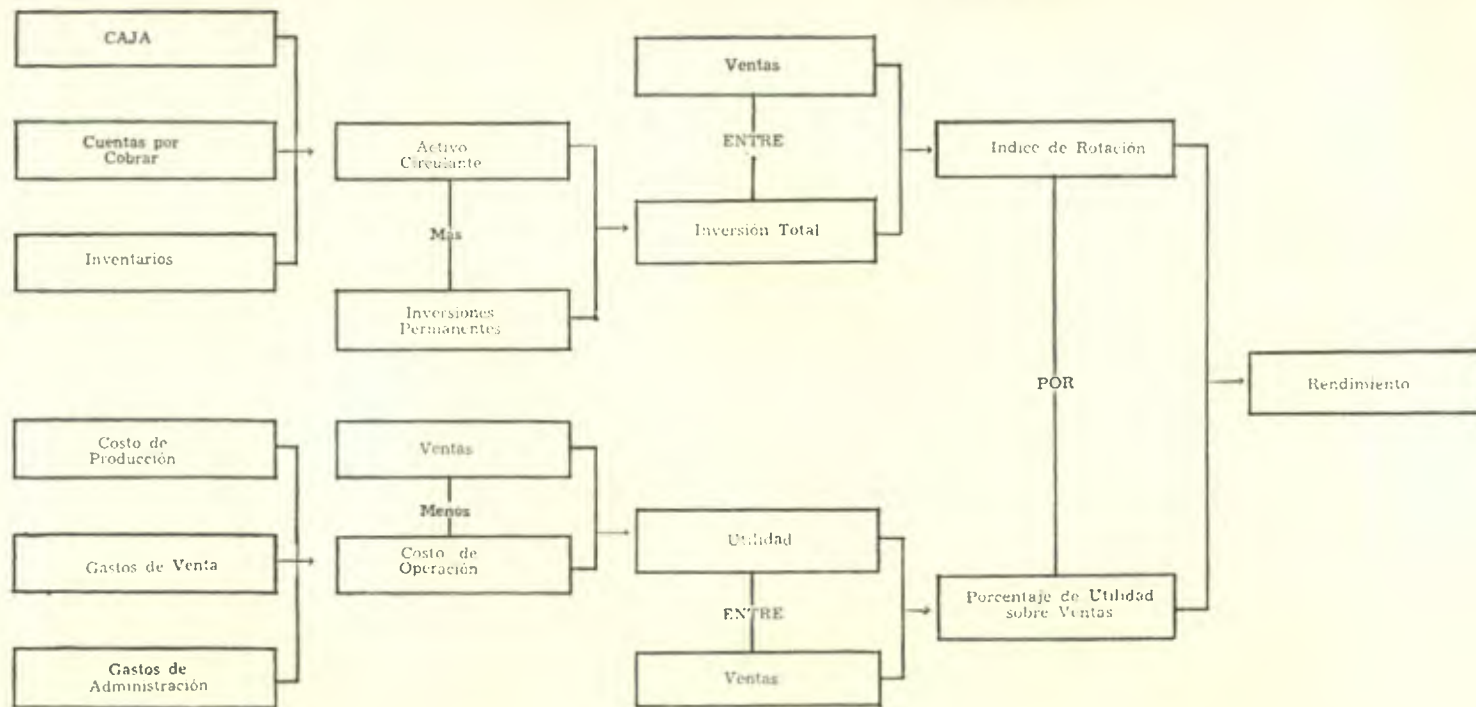 CAJA
Cuentas por
Cobrar
Inventarios
Activo
Circulante
Más
Inversiones
Permanentes
Ventas
ENTRE
Inversión Total
Indice de Rotación
POR
Rendimiento
Costo de
Producción
Gastos de Venta
Gastos de
Administración
Ventas
Menos
Costo de
Operación
Utilidad
ENTRE
Ventas
Porcentaje de Utilidad
sobre Ventas